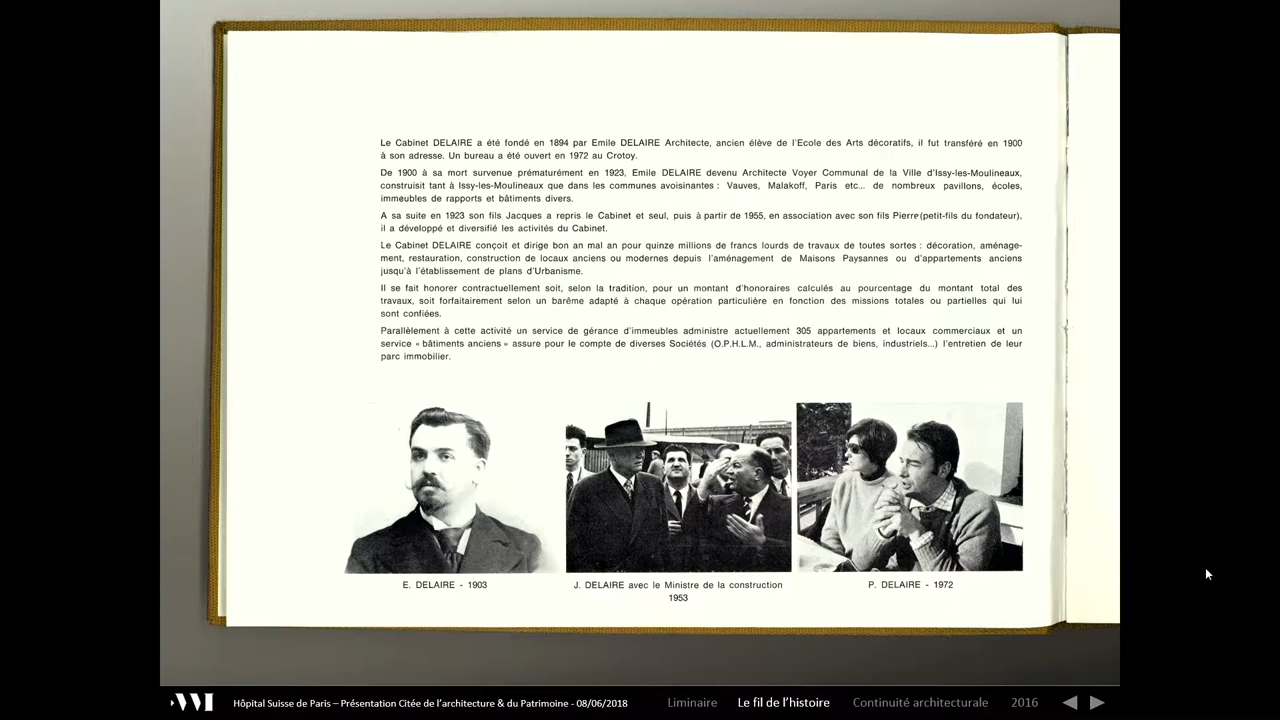 Le Cabinet DELAIRE a été fondé en 1894 par Emile DELAIRE Architecte, ancien élève de l'Ecole des Arts décoratifs, il fut transféré en 1900
à son adresse. Un bureau a été ouvert en 1972 au Crotoy.
De 1900 à sa mort survenue prématurément en 1923, Emile DELAIRE devenu Architecte Voyer Communal de la Ville d'Issy-les-Moulineaux,
construisit tant à Issy-les-Moulineaux que dans les communes avoisinantes : Vauves, Malakoff, Paris etc... de nombreux pavillons, écoles,
immeubles de rapports et bâtiments divers.
A sa suite en 1923 son fils Jacques a repris le Cabinet et seul, puis à partir de 1955, en association avec son fils Pierre (petit-fils du fondateur),
il a développé et diversifié les activités du Cabinet.
Le Cabinet DELAIRE conçoit et dirige bon an mal an pour quinze millions de francs lourds de travaux de toutes sortes : décoration, aménage-
ment, restauration, construction de locaux anciens ou modernes depuis l'aménagement de Maisons Paysannes ou d'appartements anciens
jusqu'à l'établissement de plans d'Urbanisme.
Il se fait honorer contractuellement soit, selon la tradition, pour un montant d'honoraires calculés au pourcentage du montant total des
travaux, soit forfaitairement selon un barême adapté à chaque opération particulière en fonction des missions totales ou partielles qui lui
sont confiées.
Parallèlement à cette activité un service de gérance d'immeubles administre actuellement 305 appartements et locaux commerciaux et un
service « bâtiments anciens » assure pour le compte de diverses Sociétés (O.P.H.L.M., administrateurs de biens, industriels...) l'entretien de leur
parc immobilier.
E. DELAIRE - 1903
J. DELAIRE avec le Ministre de la construction
1953
P. DELAIRE - 1972
Hôpital Suisse de Paris – Présentation Citée de l'architecture & du Patrimoine - 08/06/2018
Liminaire
Le fil de l'histoire
Continuité architecturale
2016